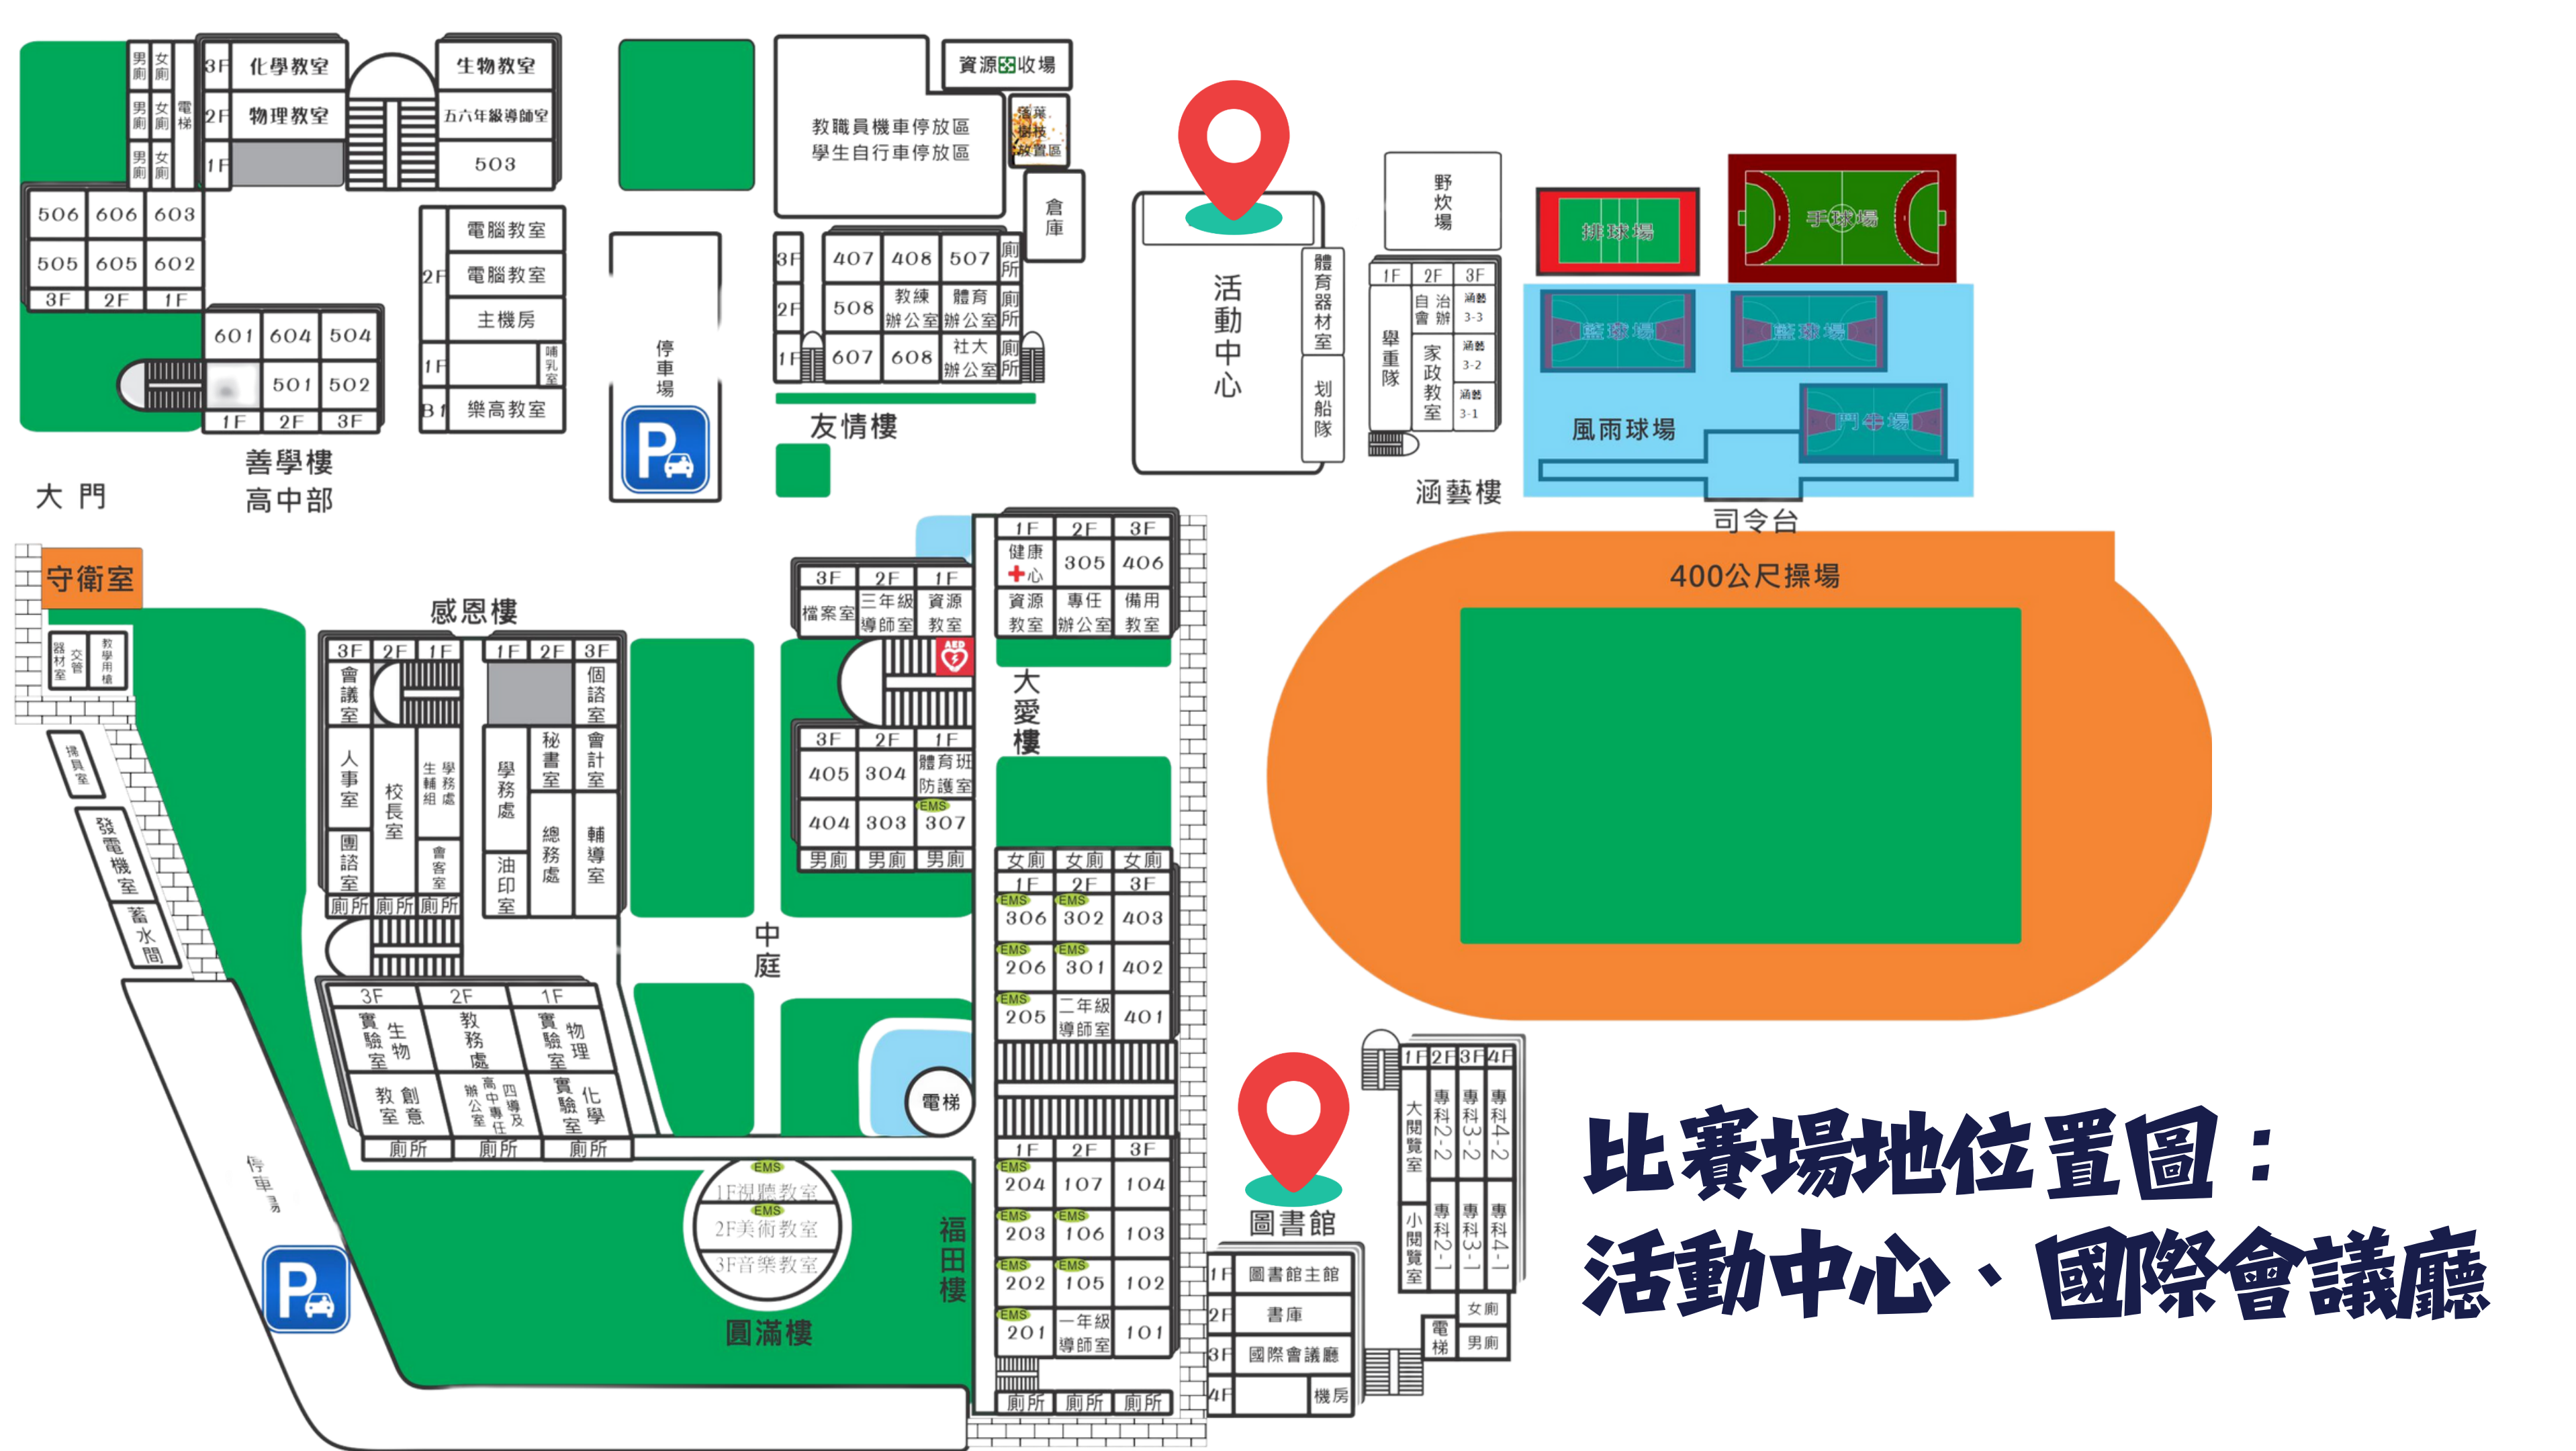 男廁 女廁
3F 化學教室
生物教室
男廁 女廁 電梯
2F 物理教室
五六年級導師室
男廁 女廁
1F
503
506 606 603
505 605 602
3F 2F 1F
601 604 504
501 502
1F 2F 3F
善學樓
高中部
大門
2F
電腦教室
電腦教室
主機房
1F
哺乳室
B1 樂高教室
停車場
P
教職員機車停放區
學生自行車停放區
資源回收場
落葉
樹枝
放置區
倉庫
3F 407 408 507 廁所
2F 508 教練辦公室 體育辦公室 廁所
1F 607 608 社大辦公室 廁所
友情樓
活動中心
體育器材室
划船隊
野炊場
1F 2F 3F
舉重隊
自治會辦
家政教室
涵藝3-3
涵藝3-2
涵藝3-1
涵藝樓
排球場
手球場
籃球場
籃球場
鬥牛場
風雨球場
司令台
400公尺操場
守衛室
交管器材室
教學用槍
掃具室
發電機室
蓄水間
停車場
P
感恩樓
3F 2F 1F
1F 2F 3F
會議室
人事室
團諮室
校長室
學務處生輔組
會客室
學務處
油印室
秘書室
總務處
個諮室
會計室
輔導室
廁所 廁所 廁所
3F 2F 1F
生物實驗室
教務處
物理實驗室
創意教室
四導及高中專任辦公室
化學實驗室
廁所 廁所 廁所
中庭
3F 2F 1F
檔案室 三年級導師室 資源教室
AED
3F 2F 1F
405 304 體育班防護室
EMS
404 303 307
男廁 男廁 男廁
1F 2F 3F
健康中心 305 406
資源教室 專任辦公室 備用教室
大愛樓
女廁 女廁 女廁
1F 2F 3F
EMS EMS
306 302 403
EMS EMS
206 301 402
EMS
205 二年級導師室 401
電梯
1F 2F 3F
EMS
204 107 104
EMS EMS
203 106 103
EMS EMS
202 105 102
EMS
201 一年級導師室 101
廁所 廁所 廁所
福田樓
EMS
1F視聽教室
EMS
2F美術教室
3F音樂教室
圓滿樓
圖書館
1F 圖書館主館
2F 書庫
3F 國際會議廳
4F 機房
1F 2F 3F 4F
大閱覽室
專科2-2
專科3-2
專科4-2
小閱覽室
專科2-1
專科3-1
專科4-1
女廁
電梯
男廁
比賽場地位置圖：
活動中心、國際會議廳